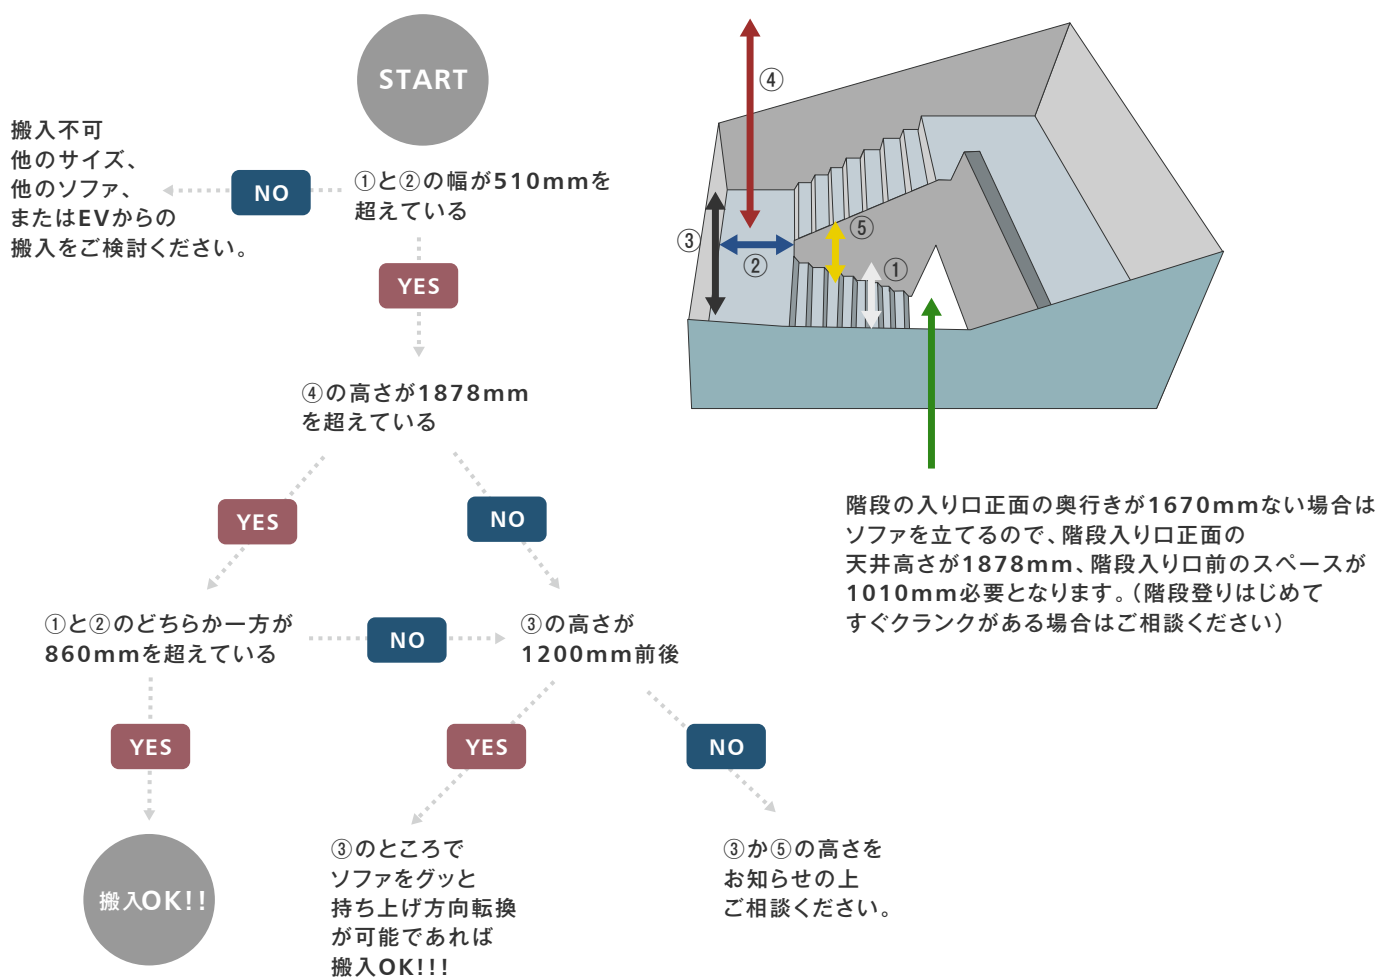 START
搬入不可
他のサイズ、
他のソファ、
またはEVからの
搬入をご検討ください。
NO
①と②の幅が510mmを
超えている
YES
④の高さが1878mm
を超えている
YES
NO
①と②のどちらか一方が
860mmを超えている
NO
③の高さが
1200mm前後
YES
YES
NO
搬入OK!!
③のところで
ソファをグッと
持ち上げ方向転換
が可能であれば
搬入OK!!!
③か⑤の高さを
お知らせの上
ご相談ください。
④
③
②
⑤
①
階段の入り口正面の奥行きが1670mmない場合は
ソファを立てるので、階段入り口正面の
天井高さが1878mm、階段入り口前のスペースが
1010mm必要となります。（階段登りはじめて
すぐクランクがある場合はご相談ください）